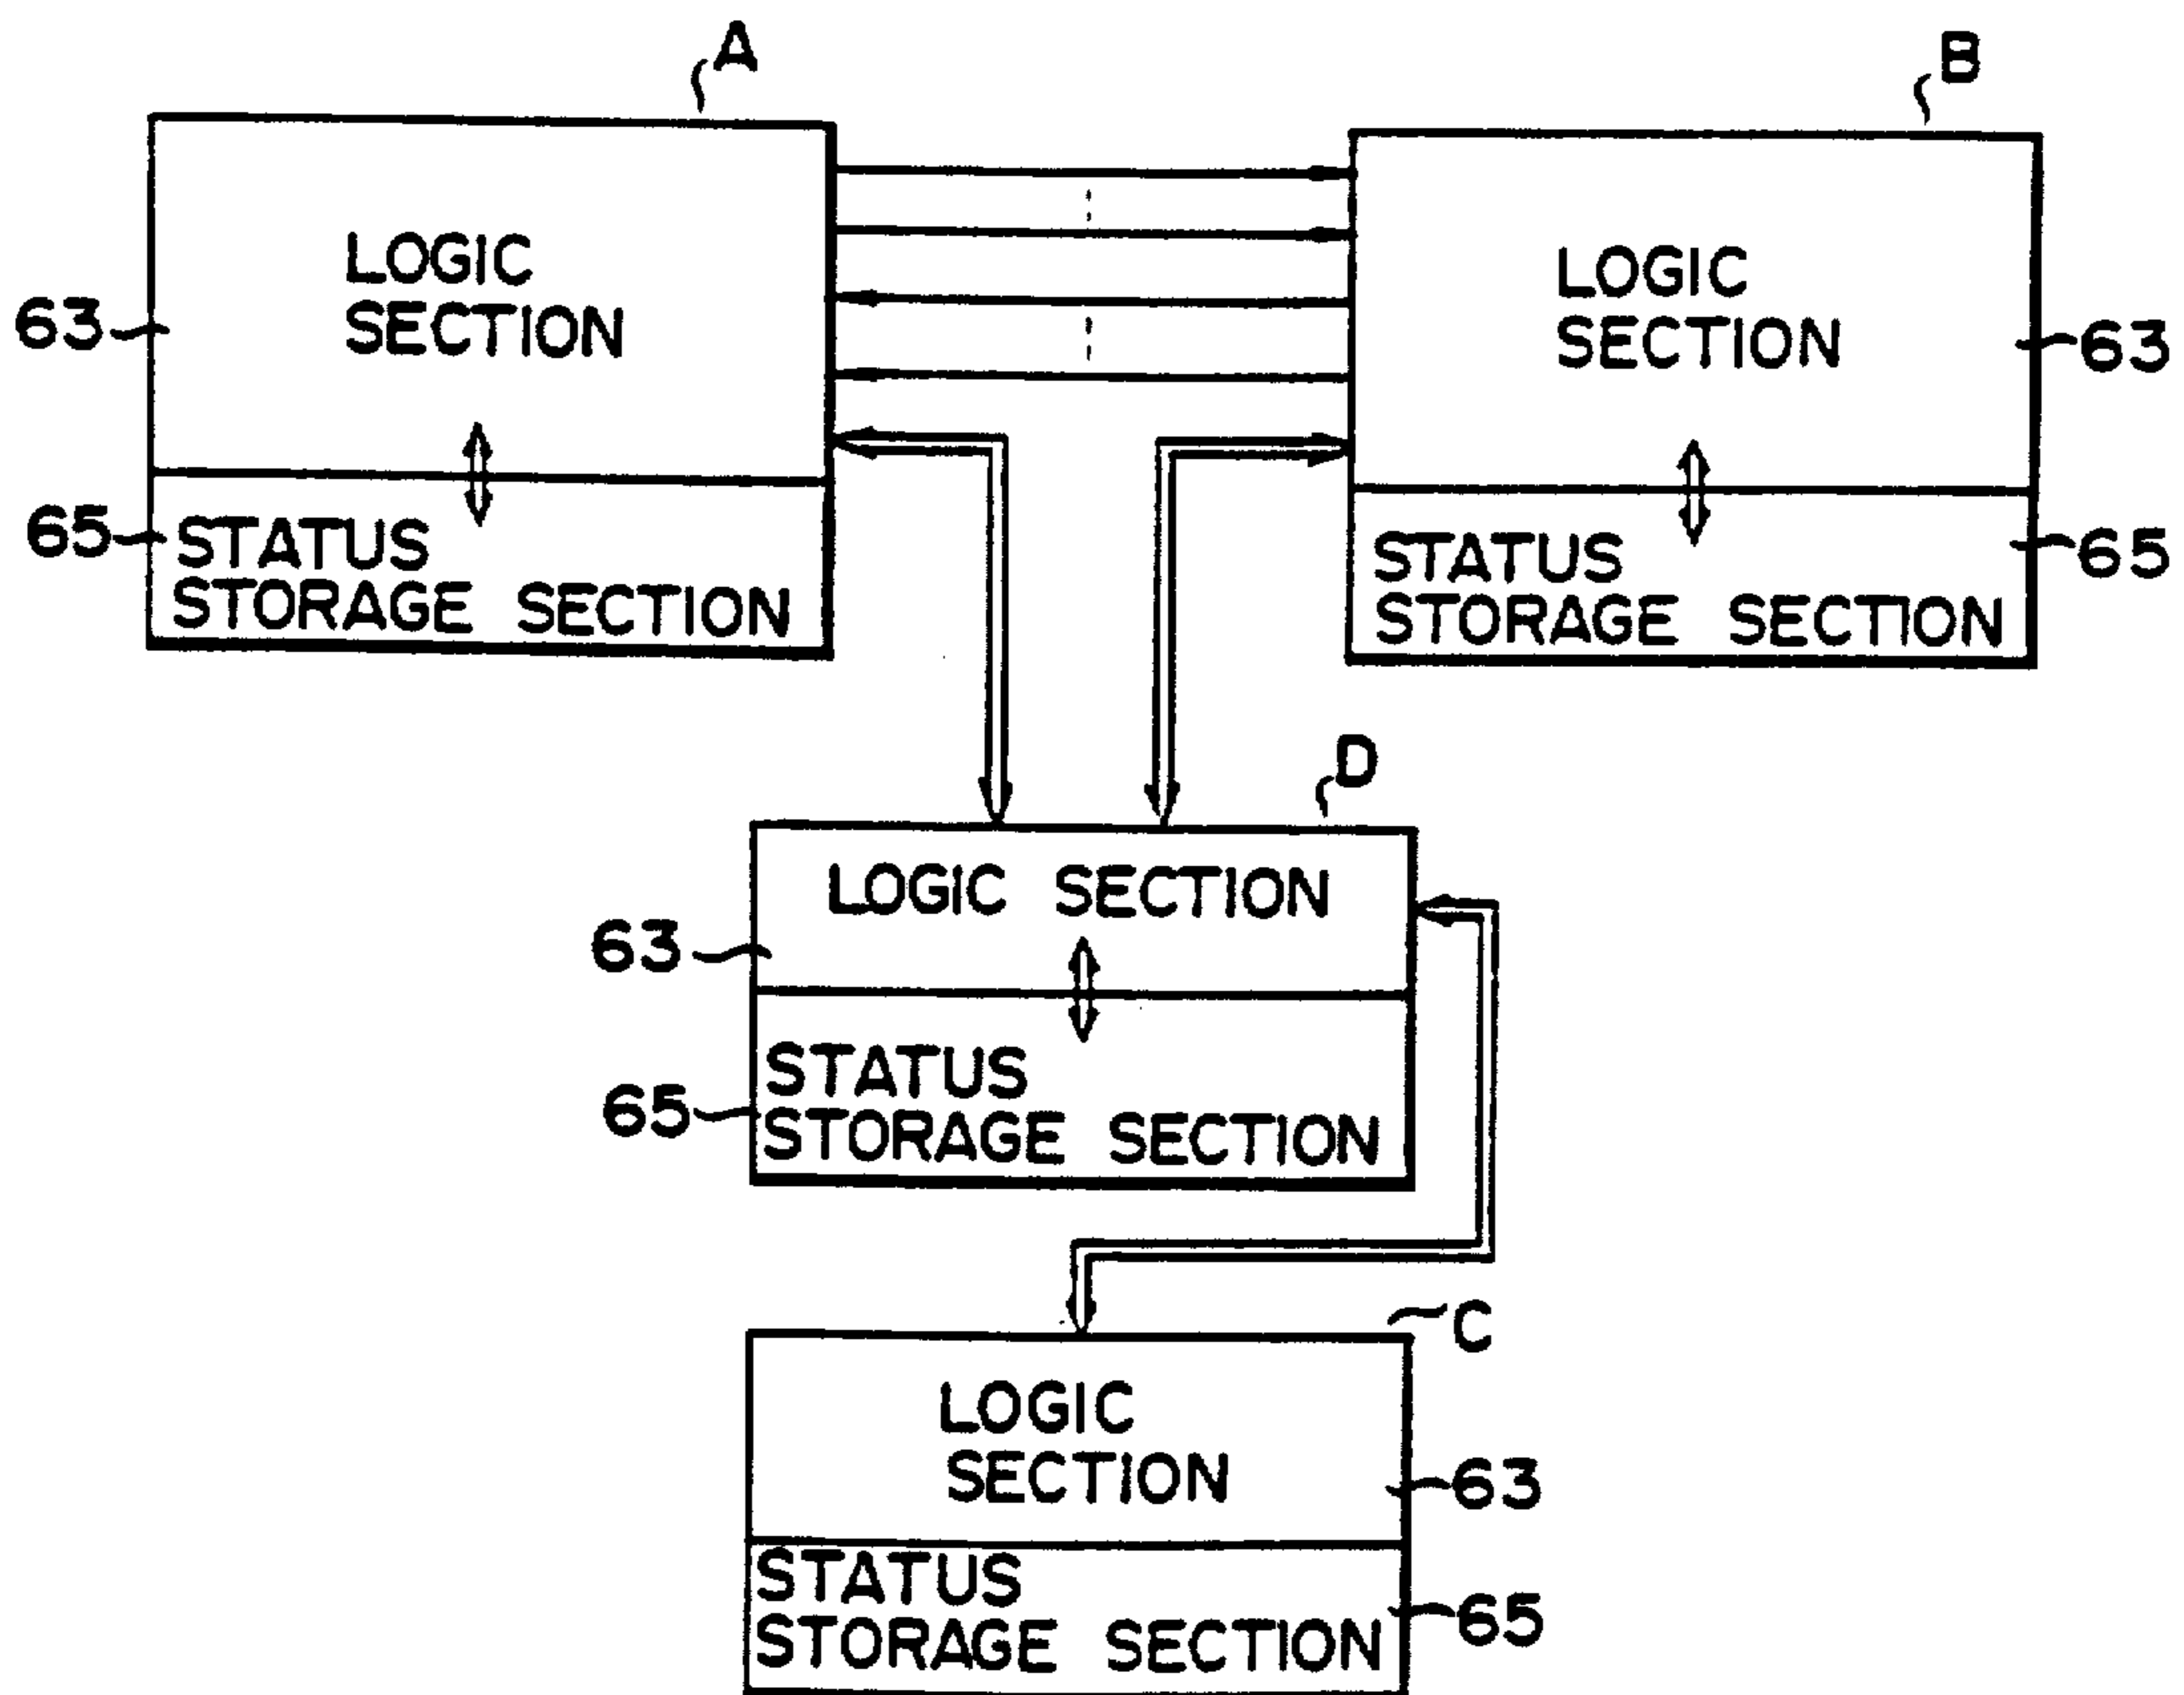 A
B
LOGIC
SECTION
63
LOGIC
SECTION
63
65
STATUS
STORAGE SECTION
STATUS
STORAGE SECTION
65
D
LOGIC SECTION
63
STATUS
STORAGE SECTION
65
C
LOGIC
SECTION
63
STATUS
STORAGE SECTION
65